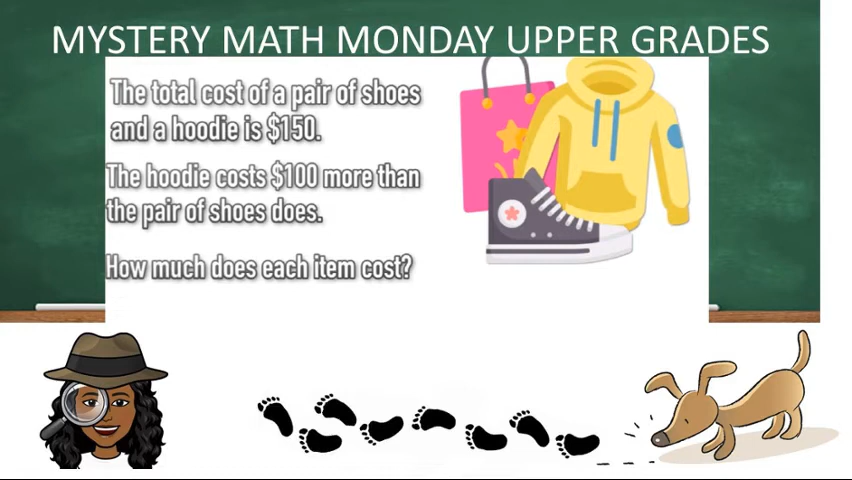 MYSTERY MATH MONDAY UPPER GRADES
The total cost of a pair of shoes
and a hoodie is $150.
The hoodie costs $100 more than
the pair of shoes does.
How much does each item cost?